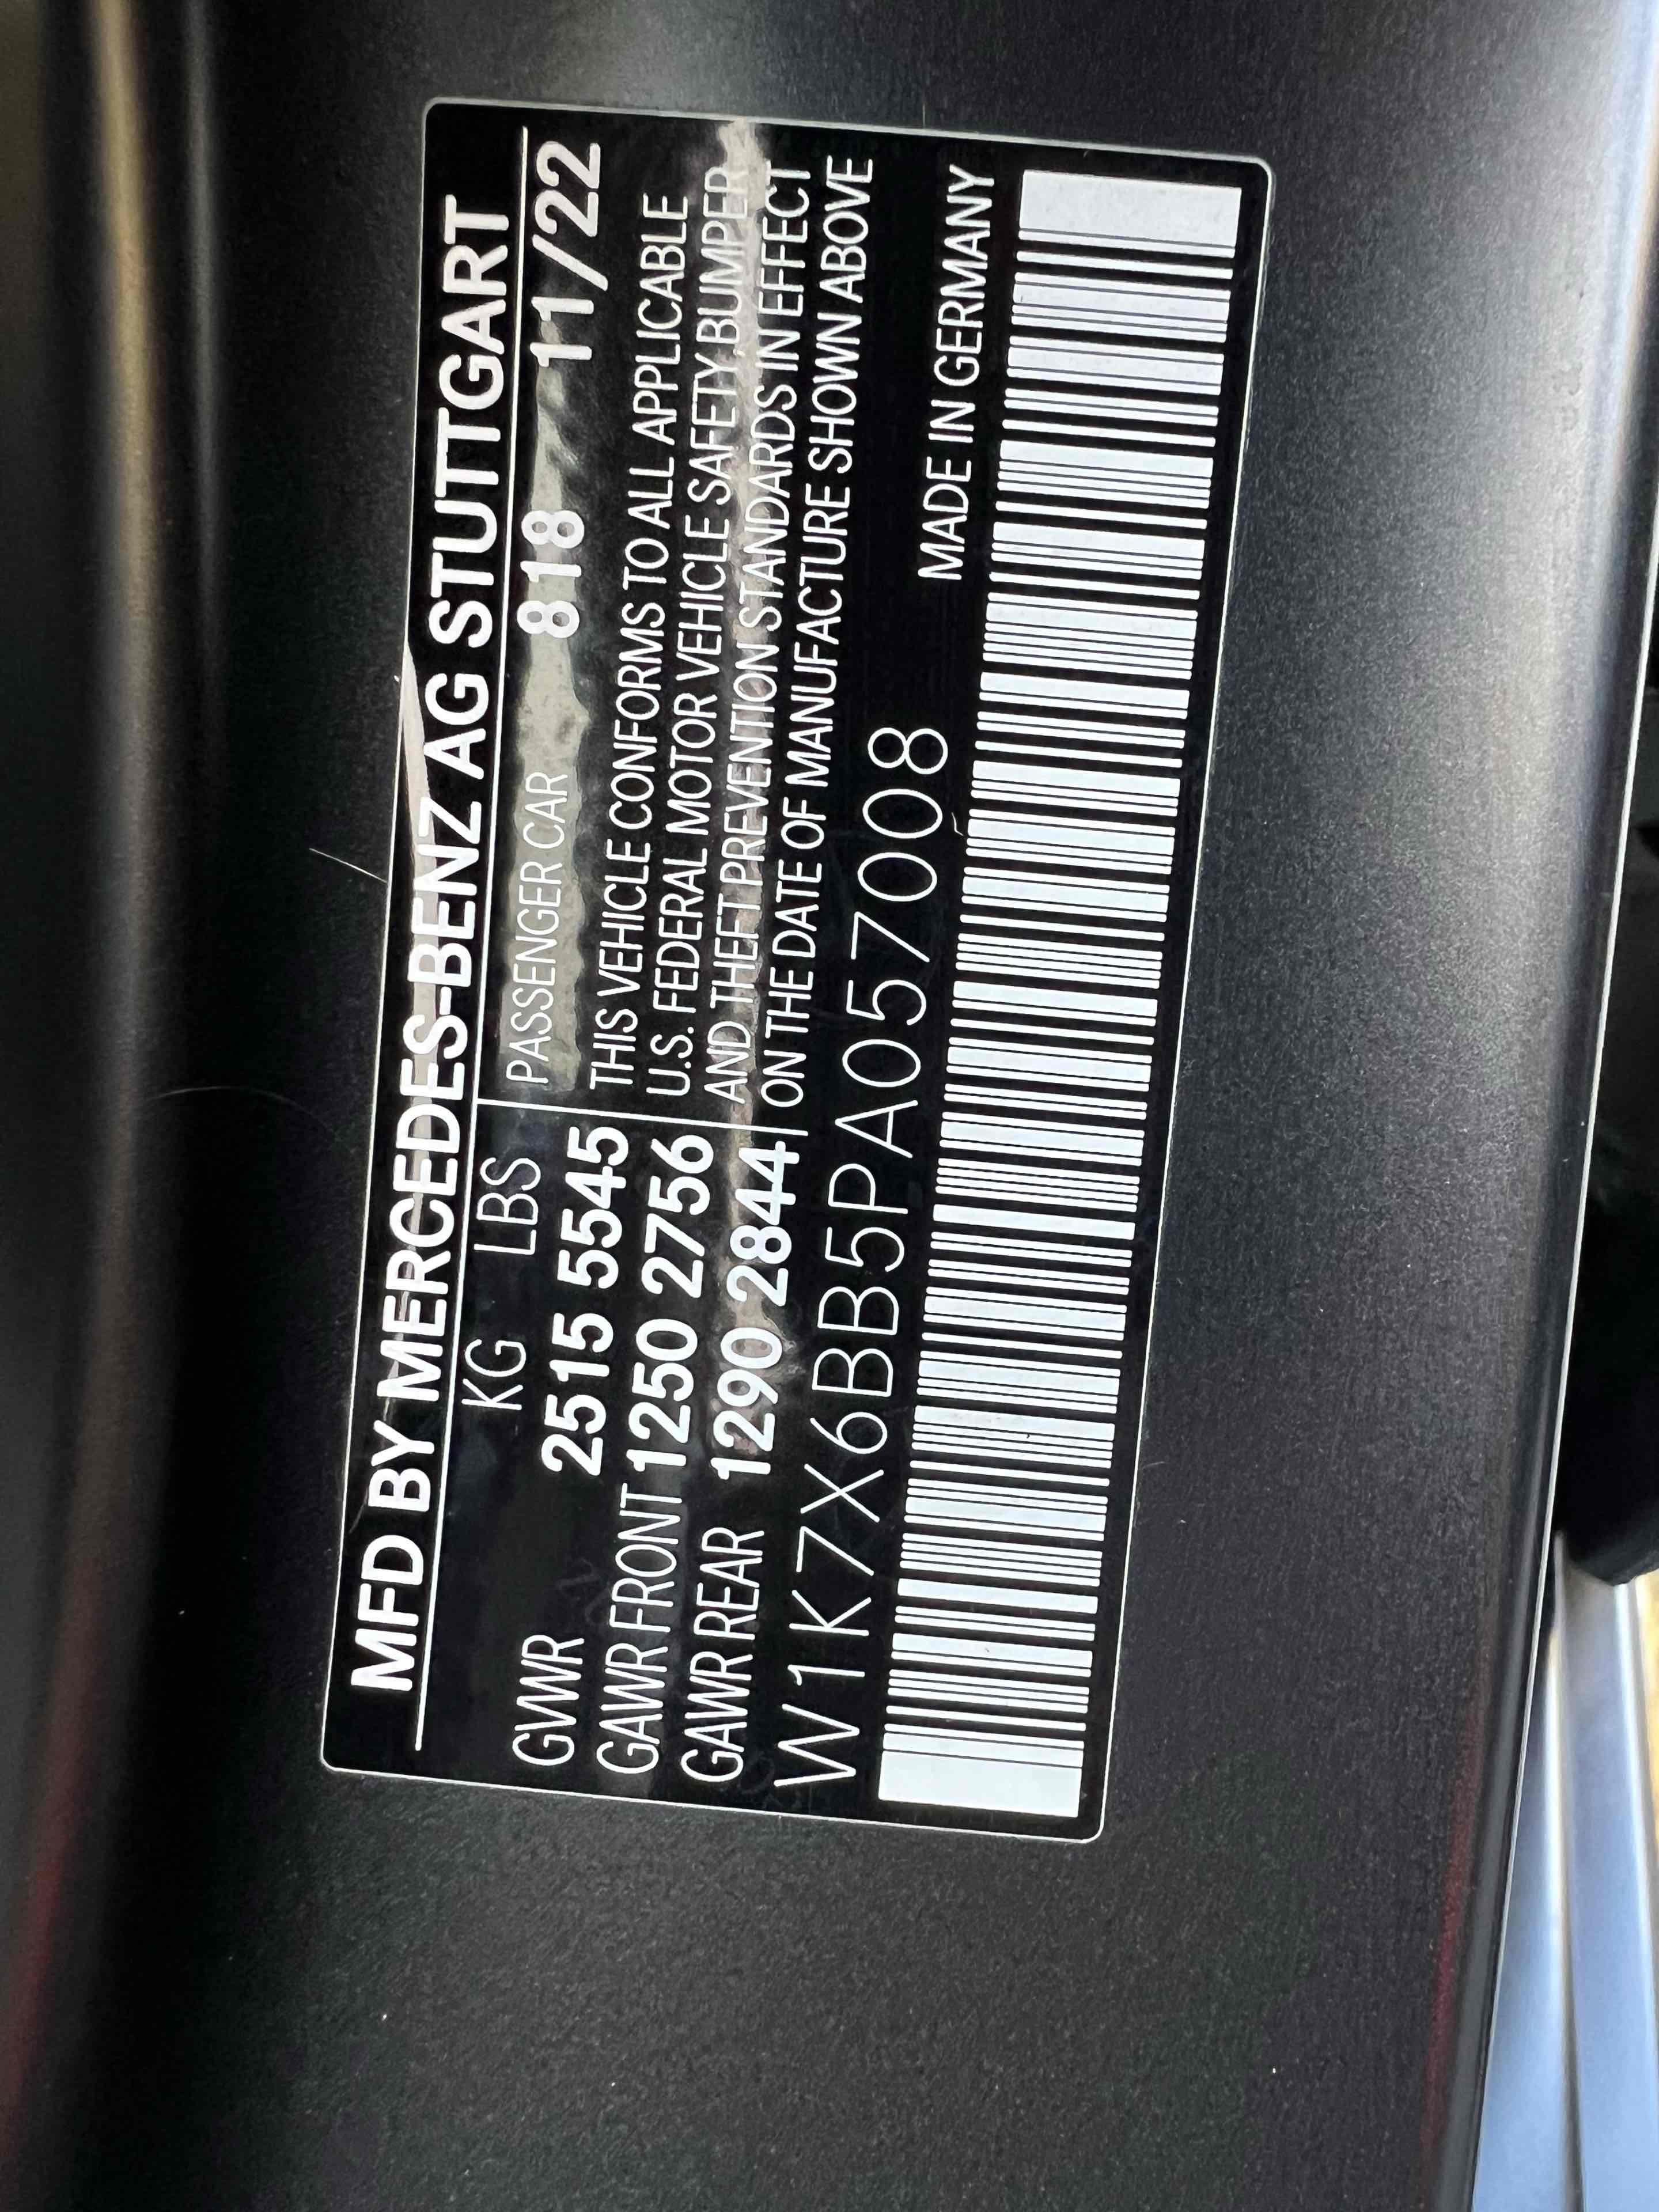 MFD BY MERCEDES-BENZ AG STUTTGART
KG LBS PASSENGER CAR 818 11/22
GVWR 2515 5545 THIS VEHICLE CONFORMS TO ALL APPLICABLE
GAWR FRONT 1250 2756 U.S. FEDERAL MOTOR VEHICLE SAFETY,BUMPER,
GAWR REAR 1290 2844 AND THEFT PREVENTION STANDARDS IN EFFECT
ON THE DATE OF MANUFACTURE SHOWN ABOVE
W1K7X6BB5PA057008
MADE IN GERMANY